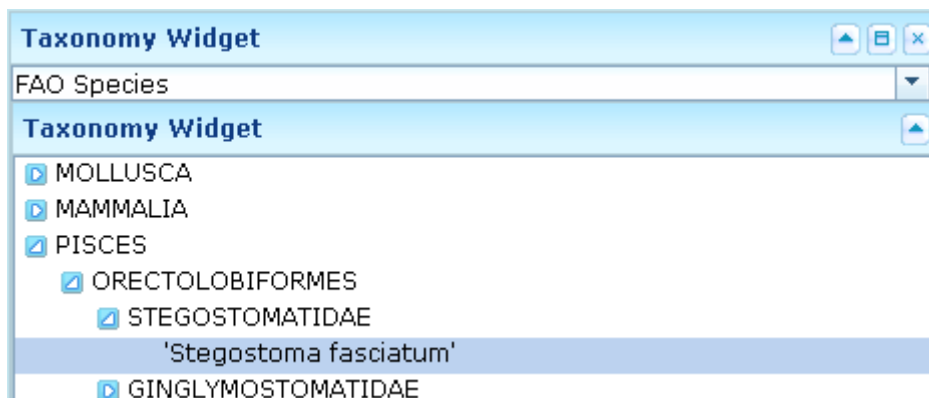 Taxonomy Widget
FAO Species
Taxonomy Widget
MOLLUSCA
MAMMALIA
PISCES
ORECTOLOBIFORMES
STEGOSTOMATIDAE
'Stegostoma fasciatum'
GINGLYMOSTOMATIDAE